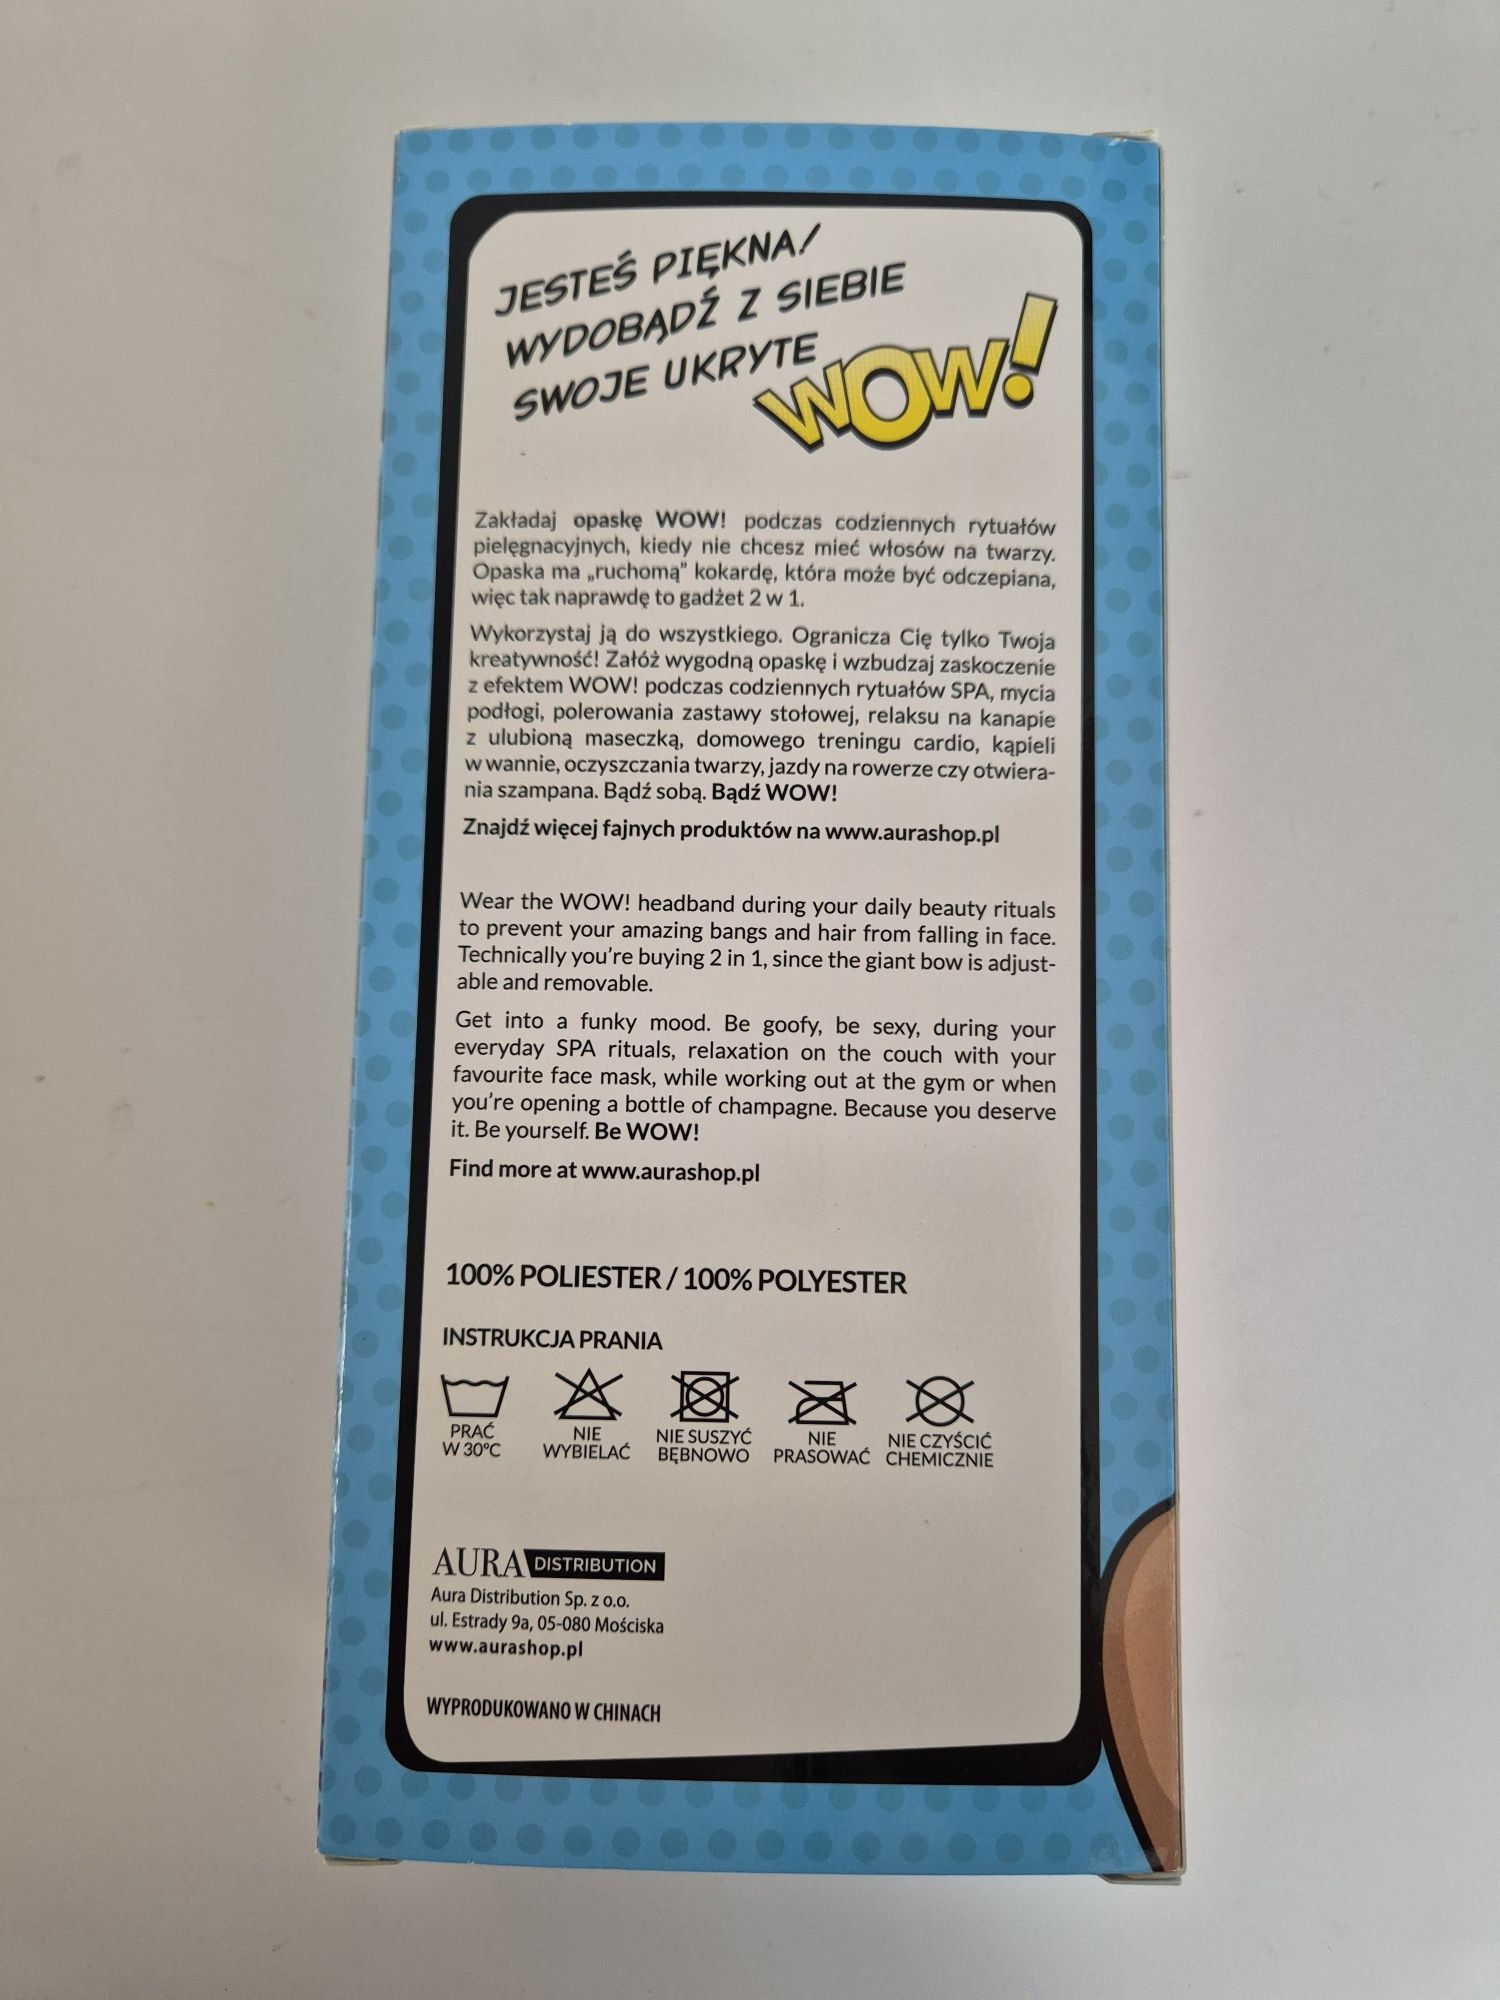 JESTEŚ PIĘKNA!
WYDOBĄDŹ Z SIEBIE
SWOJE UKRYTE
WOW!
Zakładaj opaskę WOW! podczas codziennych rytuałów
pielęgnacyjnych, kiedy nie chcesz mieć włosów na twarzy.
Opaska ma „ruchomą” kokardę, która może być odczepiana,
więc tak naprawdę to gadżet 2 w 1.
Wykorzystaj ją do wszystkiego. Ogranicza Cię tylko Twoja
kreatywność! Załóż wygodną opaskę i wzbudzaj zaskoczenie
z efektem WOW! podczas codziennych rytuałów SPA, mycia
podłogi, polerowania zastawy stołowej, relaksu na kanapie
z ulubioną maseczką, domowego treningu cardio, kąpieli
w wannie, oczyszczania twarzy, jazdy na rowerze czy otwiera-
nia szampana. Bądź sobą. Bądź WOW!
Znajdź więcej fajnych produktów na www.aurashop.pl
Wear the WOW! headband during your daily beauty rituals
to prevent your amazing bangs and hair from falling in face.
Technically you’re buying 2 in 1, since the giant bow is adjust-
able and removable.
Get into a funky mood. Be goofy, be sexy, during your
everyday SPA rituals, relaxation on the couch with your
favourite face mask, while working out at the gym or when
you’re opening a bottle of champagne. Because you deserve
it. Be yourself. Be WOW!
Find more at www.aurashop.pl
100% POLIESTER / 100% POLYESTER
INSTRUKCJA PRANIA
PRAĆ
W 30°C
NIE
WYBIELAĆ
NIE SUSZYĆ
BĘBNOWO
NIE
PRASOWAĆ
NIE CZYŚCIĆ
CHEMICZNIE
AURA DISTRIBUTION
Aura Distribution Sp. z o.o.
ul. Estrady 9a, 05-080 Mościska
www.aurashop.pl
WYPRODUKOWANO W CHINACH